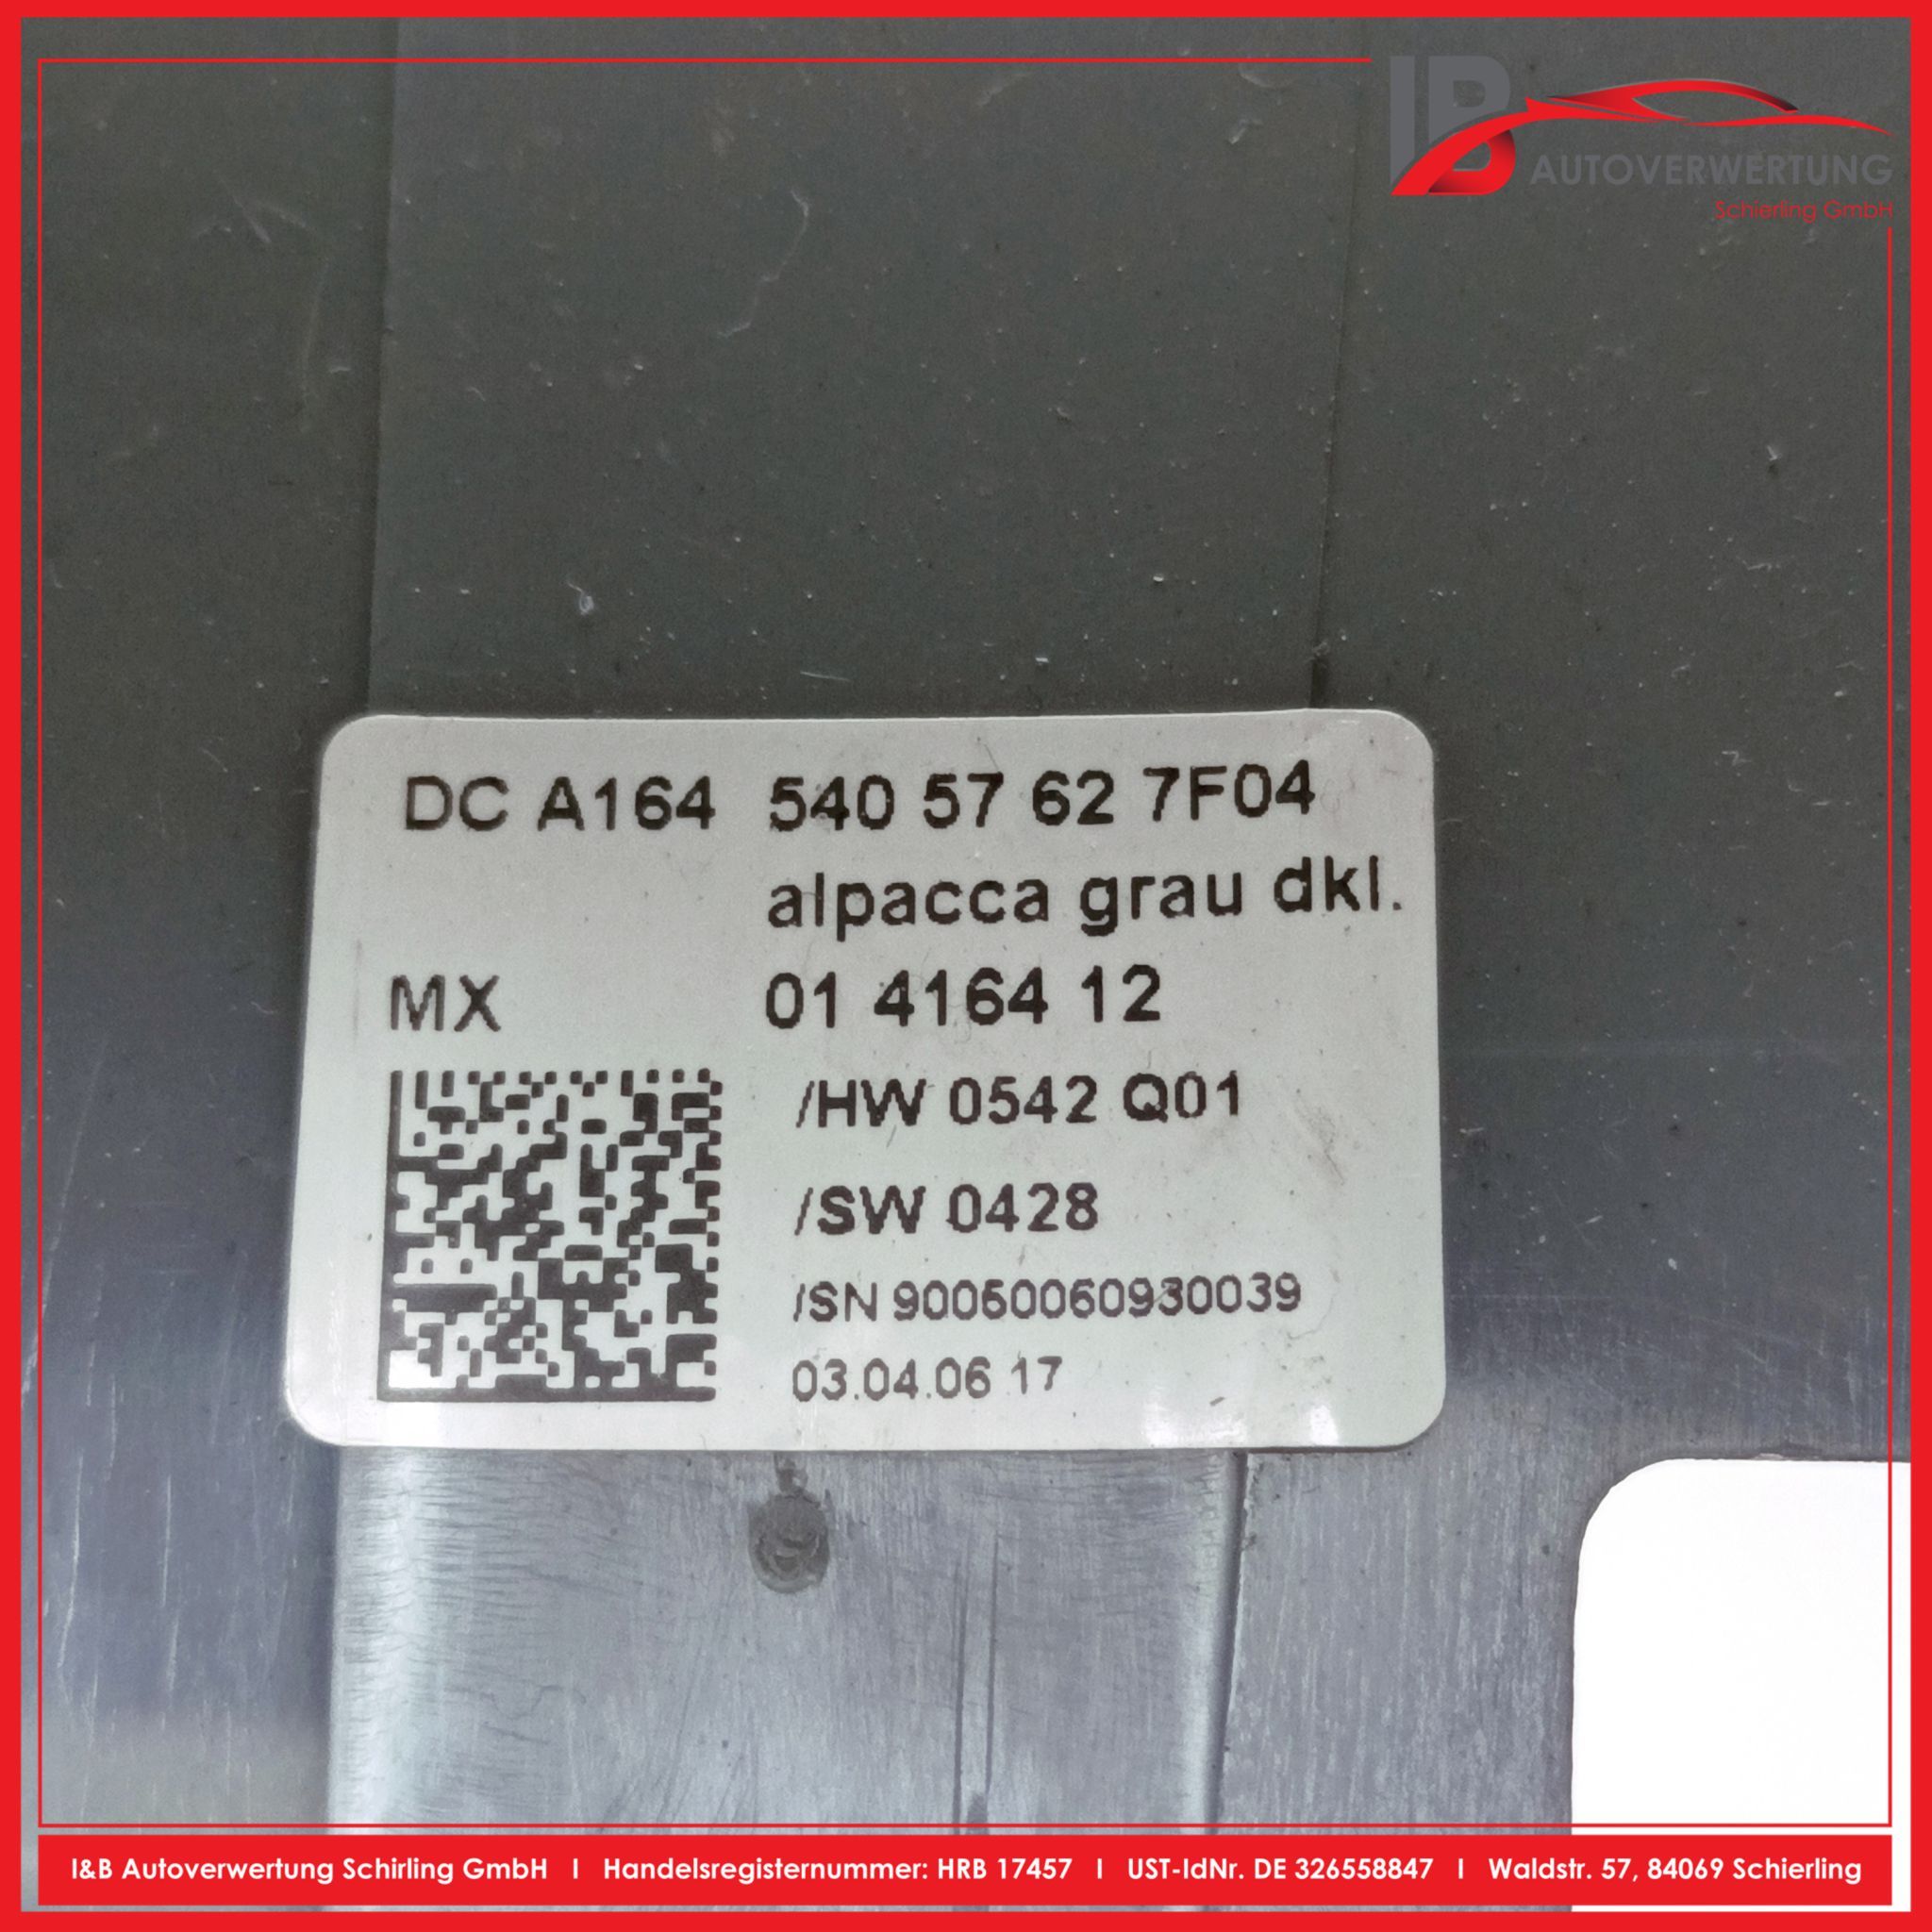 IB
AUTOVERWERTUNG
Schierling GmbH
DC A164 540 57 62 7F04
alpacca grau dkl.
MX 01 4164 12
/HW 0542 Q01
/SW 0428
/SN 90050060930039
03.04.06 17
I&B Autoverwertung Schirling GmbH I Handelsregisternummer: HRB 17457 I UST-IdNr. DE 326558847 I Waldstr. 57, 84069 Schierling